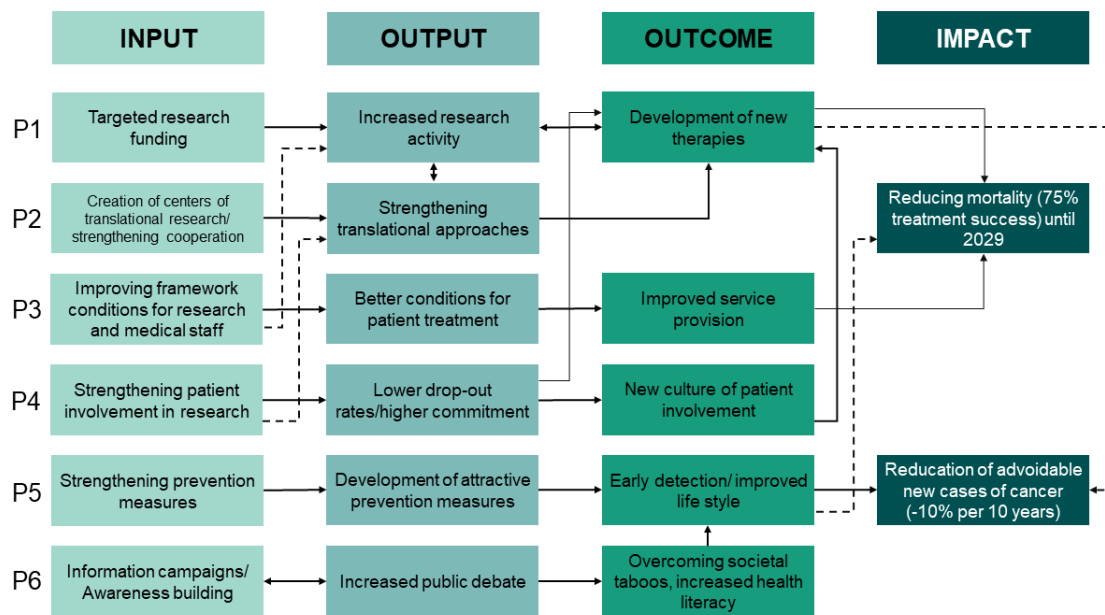 INPUT
OUTPUT
OUTCOME
IMPACT
P1
Targeted research
funding
Increased research
activity
Development of new
therapies
P2
Creation of centers of
translational research/
strengthening cooperation
Strengthening
translational approaches
Reducing mortality (75%
treatment success) until
2029
P3
Improving framework
conditions for research
and medical staff
Better conditions for
patient treatment
Improved service
provision
P4
Strengthening patient
involvement in research
Lower drop-out
rates/higher commitment
New culture of patient
involvement
P5
Strengthening prevention
measures
Development of attractive
prevention measures
Early detection/ improved
life style
Reducation of advoidable
new cases of cancer
(-10% per 10 years)
P6
Information campaigns/
Awareness building
Increased public debate
Overcoming societal
taboos, increased health
literacy